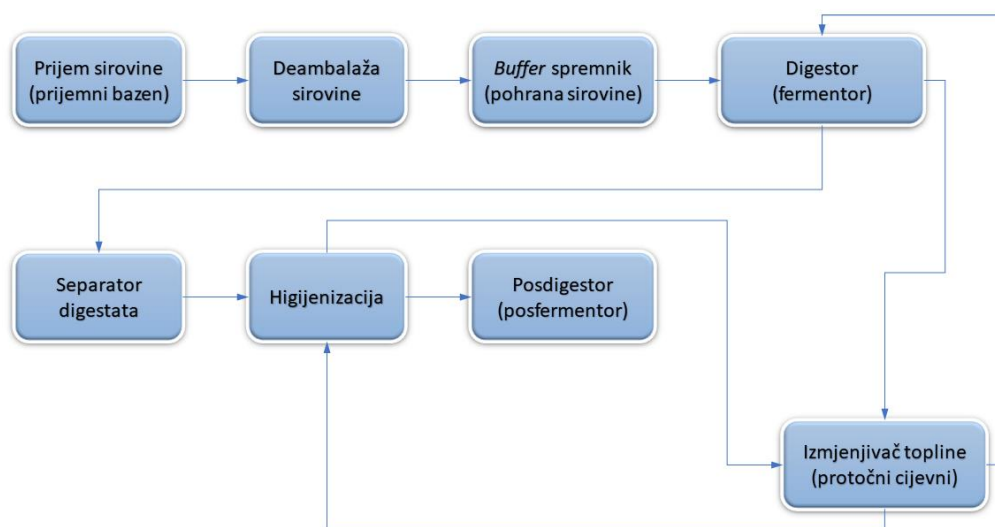 Prijem sirovine
(prijemni bazen)
Deambalaža
sirovine
Buffer spremnik
(pohrana sirovine)
Digestor
(fermentor)
Separator
digestata
Higijenizacija
Posdigestor
(posfermentor)
Izmjenjivač topline
(protočni cijevni)